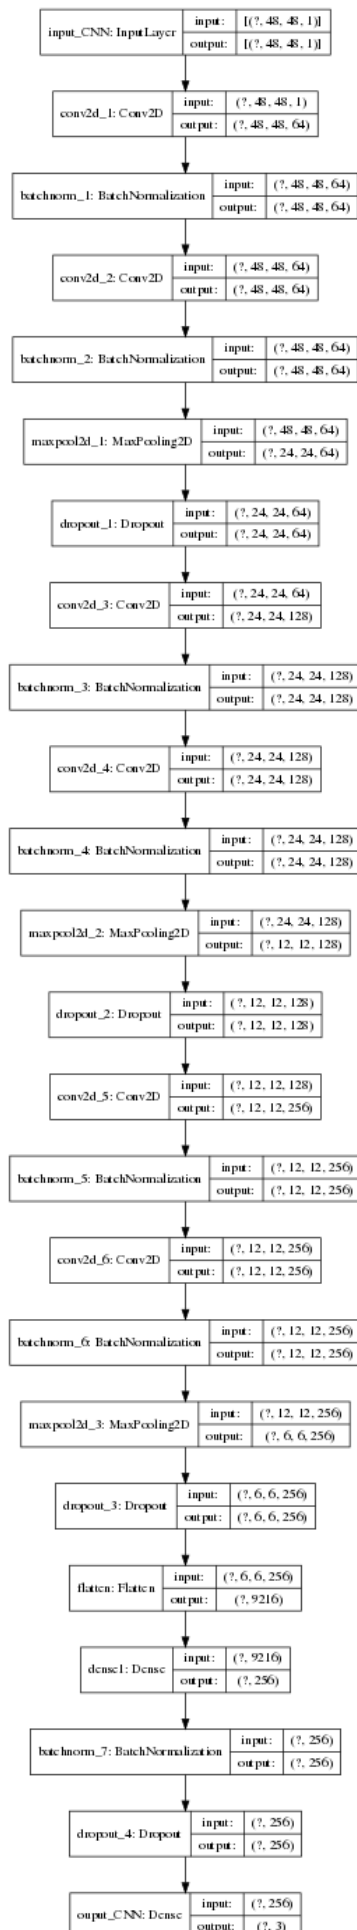 input_CNN: InputLayer
input: [(?, 48, 48, 1)]
output: [(?, 48, 48, 1)]
conv2d_1: Conv2D
input: (?, 48, 48, 1)
output: (?, 48, 48, 64)
batchnorm_1: BatchNormalization
input: (?, 48, 48, 64)
output: (?, 48, 48, 64)
conv2d_2: Conv2D
input: (?, 48, 48, 64)
output: (?, 48, 48, 64)
batchnorm_2: BatchNormalization
input: (?, 48, 48, 64)
output: (?, 48, 48, 64)
maxpool2d_1: MaxPooling2D
input: (?, 48, 48, 64)
output: (?, 24, 24, 64)
dropout_1: Dropout
input: (?, 24, 24, 64)
output: (?, 24, 24, 64)
conv2d_3: Conv2D
input: (?, 24, 24, 64)
output: (?, 24, 24, 128)
batchnorm_3: BatchNormalization
input: (?, 24, 24, 128)
output: (?, 24, 24, 128)
conv2d_4: Conv2D
input: (?, 24, 24, 128)
output: (?, 24, 24, 128)
batchnorm_4: BatchNormalization
input: (?, 24, 24, 128)
output: (?, 24, 24, 128)
maxpool2d_2: MaxPooling2D
input: (?, 24, 24, 128)
output: (?, 12, 12, 128)
dropout_2: Dropout
input: (?, 12, 12, 128)
output: (?, 12, 12, 128)
conv2d_5: Conv2D
input: (?, 12, 12, 128)
output: (?, 12, 12, 256)
batchnorm_5: BatchNormalization
input: (?, 12, 12, 256)
output: (?, 12, 12, 256)
conv2d_6: Conv2D
input: (?, 12, 12, 256)
output: (?, 12, 12, 256)
batchnorm_6: BatchNormalization
input: (?, 12, 12, 256)
output: (?, 12, 12, 256)
maxpool2d_3: MaxPooling2D
input: (?, 12, 12, 256)
output: (?, 6, 6, 256)
dropout_3: Dropout
input: (?, 6, 6, 256)
output: (?, 6, 6, 256)
flatten: Flatten
input: (?, 6, 6, 256)
output: (?, 9216)
dense1: Dense
input: (?, 9216)
output: (?, 256)
batchnorm_7: BatchNormalization
input: (?, 256)
output: (?, 256)
dropout_4: Dropout
input: (?, 256)
output: (?, 256)
ouput_CNN: Dense
input: (?, 256)
output: (?, 3)